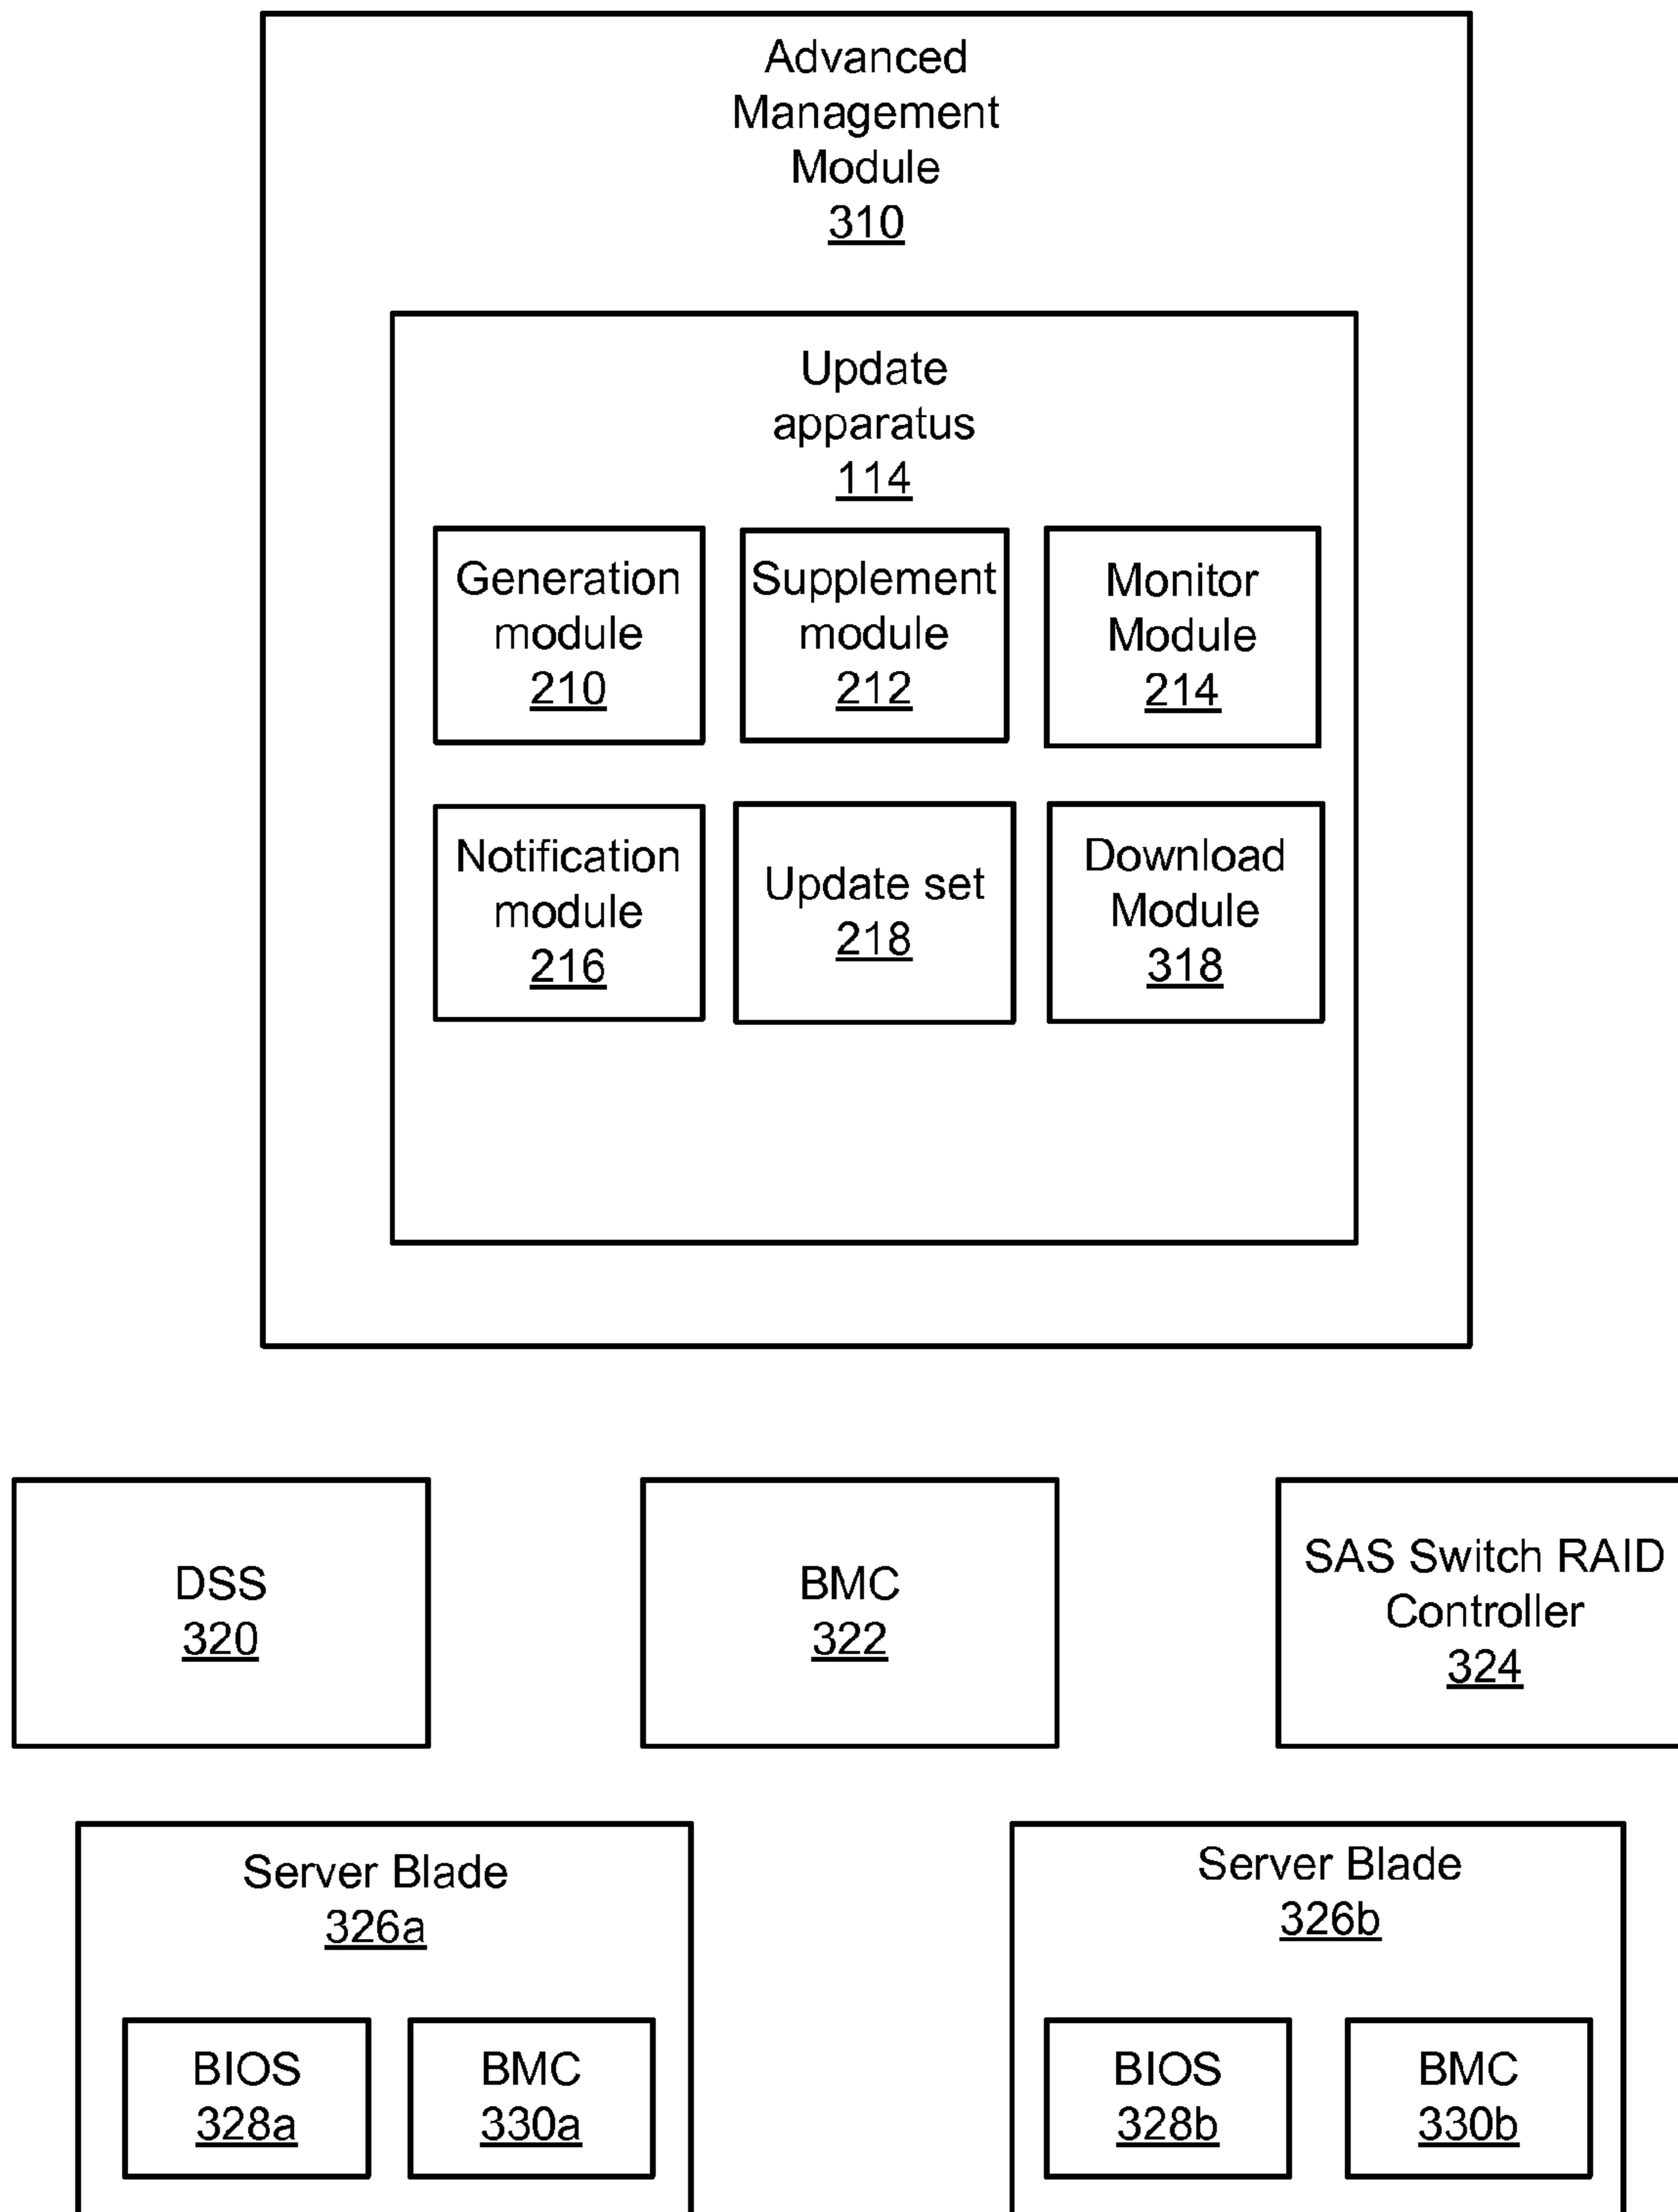 Advanced
Management
Module
310
Update
apparatus
114
Generation
module
210
Supplement
module
212
Monitor
Module
214
Notification
module
216
Update set
218
Download
Module
318
DSS
320
BMC
322
SAS Switch RAID
Controller
324
Server Blade
326a
BIOS
328a
BMC
330a
Server Blade
326b
BIOS
328b
BMC
330b